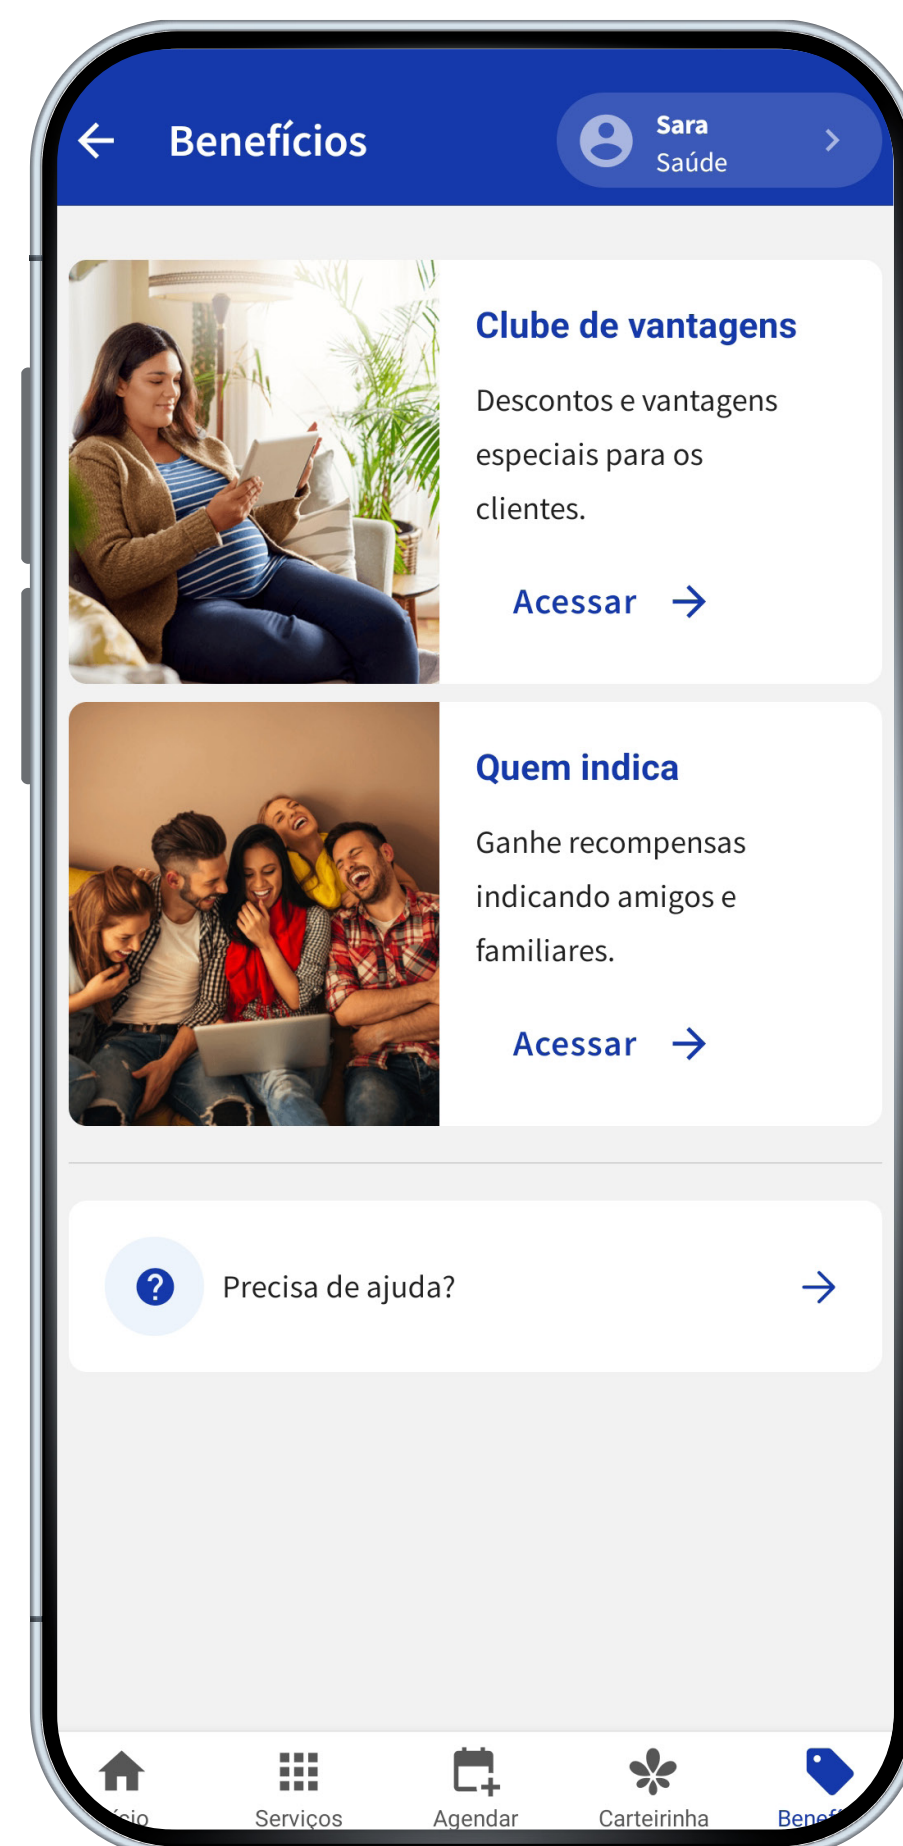 Benefícios
Sara
Saúde
Clube de vantagens
Descontos e vantagens
especiais para os
clientes.
Acessar
Quem indica
Ganhe recompensas
indicando amigos e
familiares.
Acessar
Precisa de ajuda?
Serviços
Agendar
Carteirinha